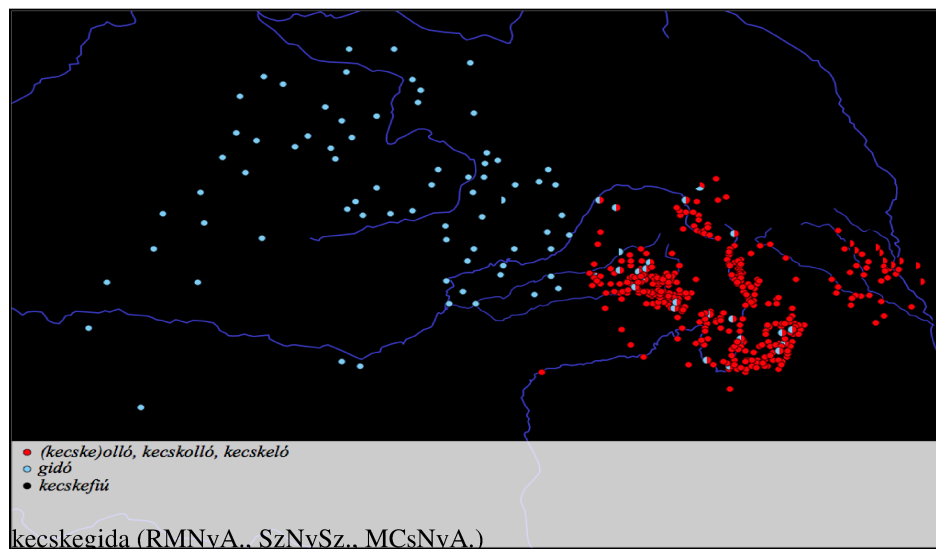 (kecske)olló, kecskolló, kecskeló
gidó
kecskefiú
kecskegida (RMNyA., SzNySz., MCsNyA.)